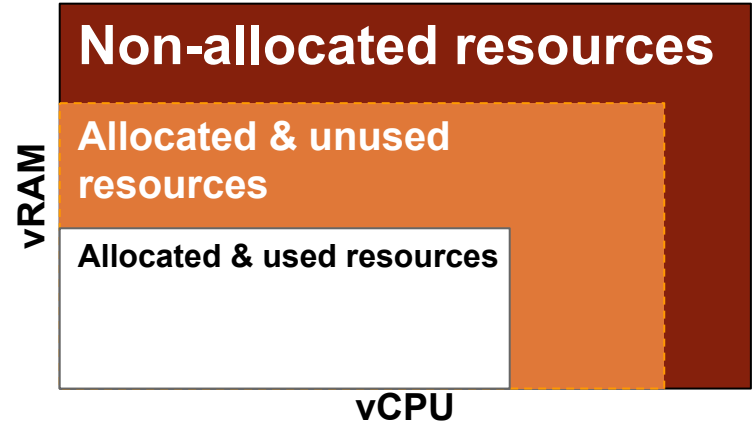 Non-allocated resources
Allocated & unused
resources
vRAM
Allocated & used resources
vCPU